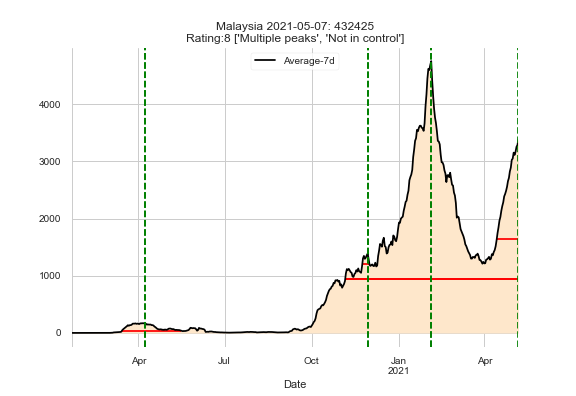 Malaysia 2021-05-07: 432425
Rating:8 ['Multiple peaks', 'Not in control']
Average-7d
4000
3000
2000
1000
0
Apr
Jul
Oct
Jan
2021
Apr
Date